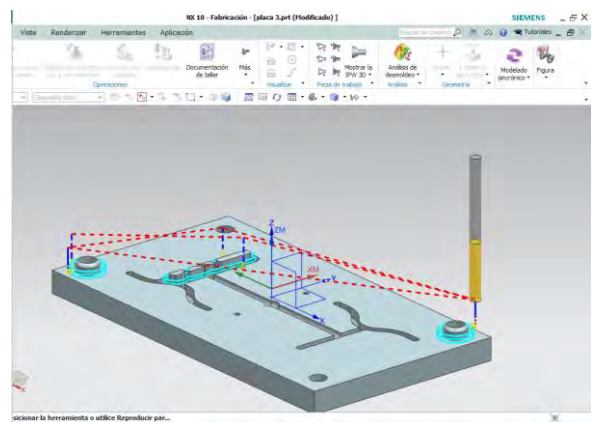 NX 10 - Fabricación - [placa 3.prt (Modificado) ]
SIEMENS
Vista Renderizar Herramientas Aplicación
Tutoriales
Documentación de taller
Más
Mostrar la IPW 3D
Análisis de desmoldeo
Modelado sincrónico
Figura
Operaciones
Visualizar
Pieza de trabajo
Análisis
Geometría
Z
ZM
XM
Y
X
X
sicionar la herramienta o utilice Reproducir par...